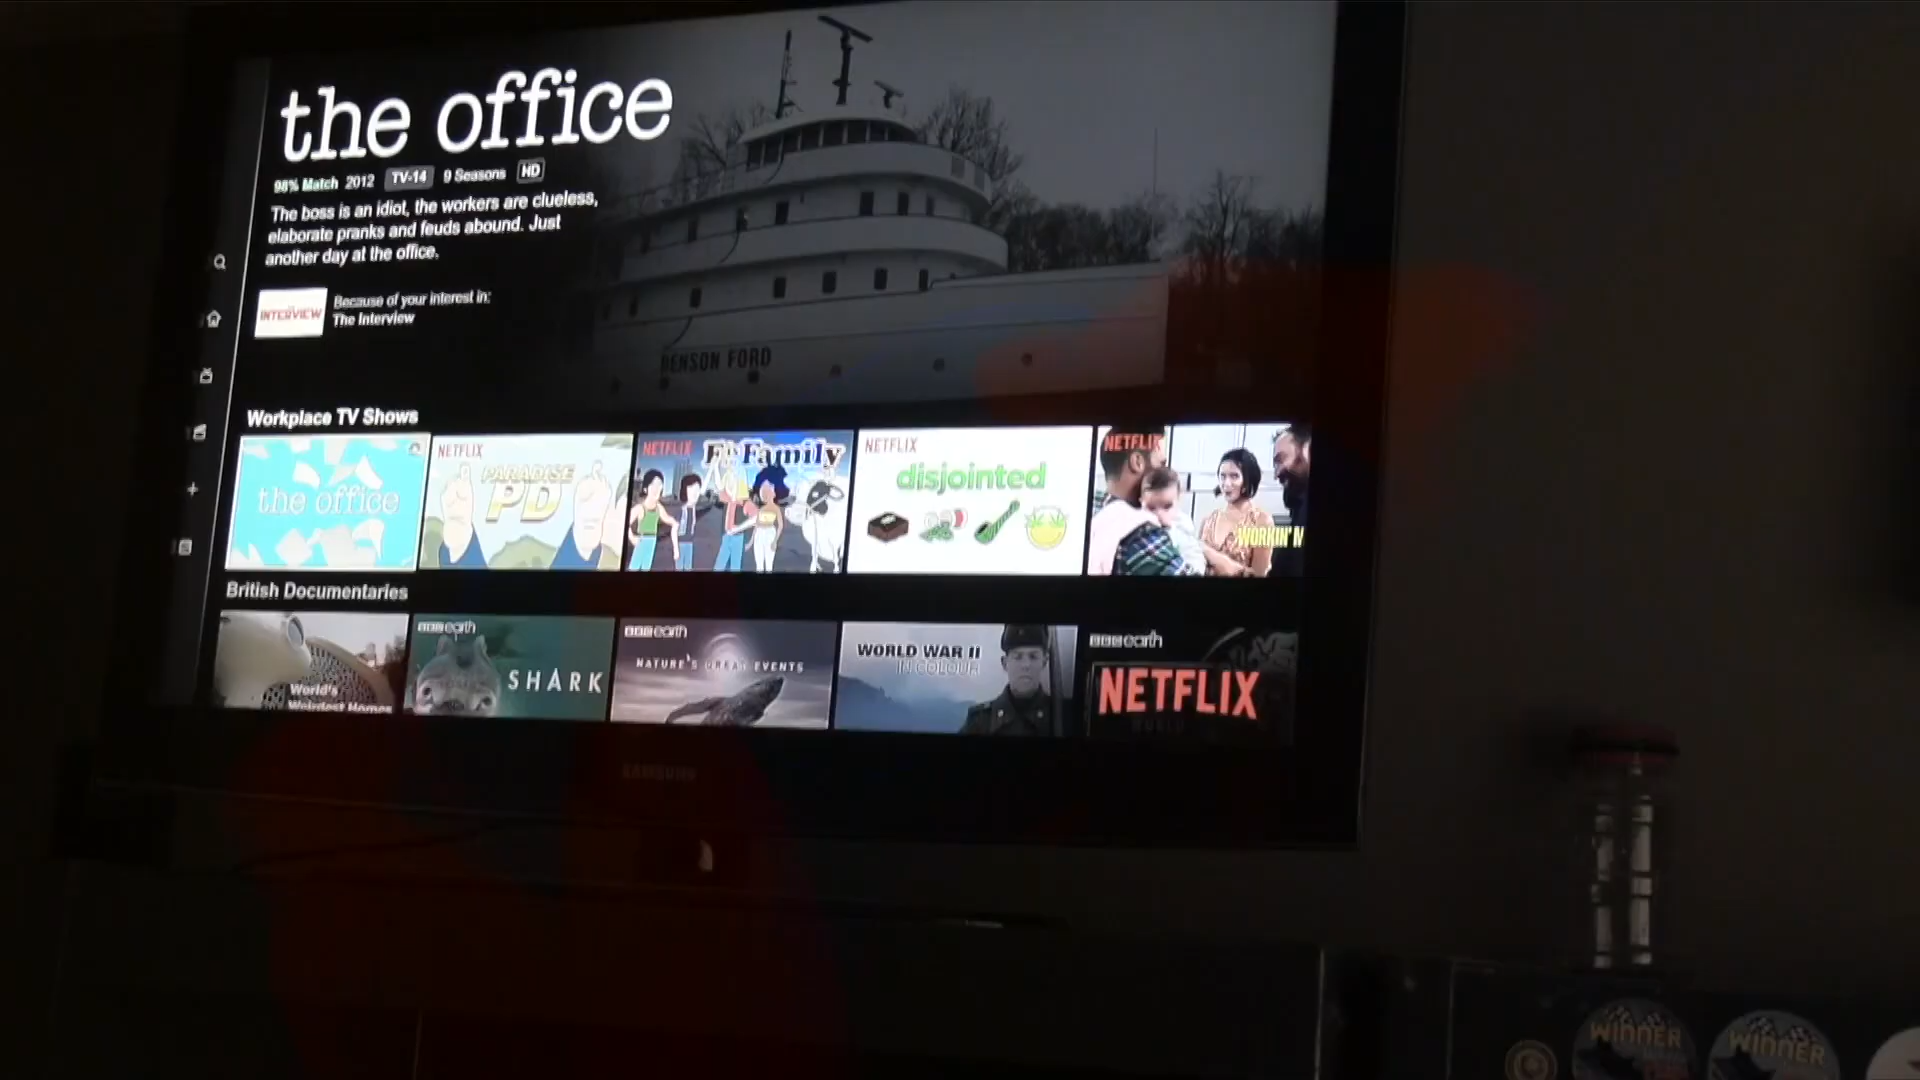 the office
98% Match 2012 TV-14 9 Seasons HD
The boss is an idiot, the workers are clueless,
elaborate pranks and feuds abound. Just
another day at the office.
INTERVIEW
Because of your interest in:
The Interview
BENSON FORD
Workplace TV Shows
the office
NETFLIX
PARADISE
PD
NETFLIX
Family
NETFLIX
disjointed
NETFLIX
WORKIN'
British Documentaries
World's
Weirdest Homes
BBC earth
SHARK
BBC earth
NATURE'S GREAT EVENTS
WORLD WAR II
IN COLOUR
BBC earth
NETFLIX
WORLD
SAMSUNG
WINNER
WINNER